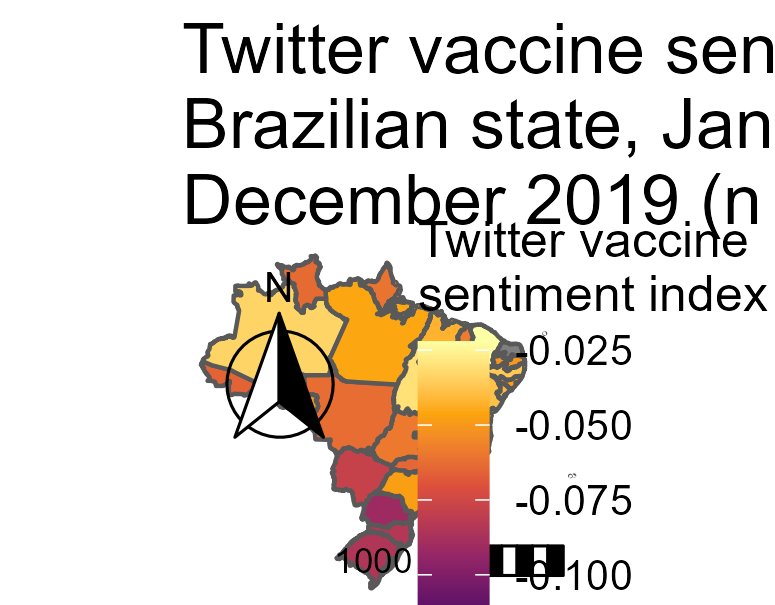 Twitter vaccine sen
Brazilian state, Jan
December 2019 (n
Twitter vaccine
sentiment index
N
-0.025
-0.050
-0.075
1000
-0.100